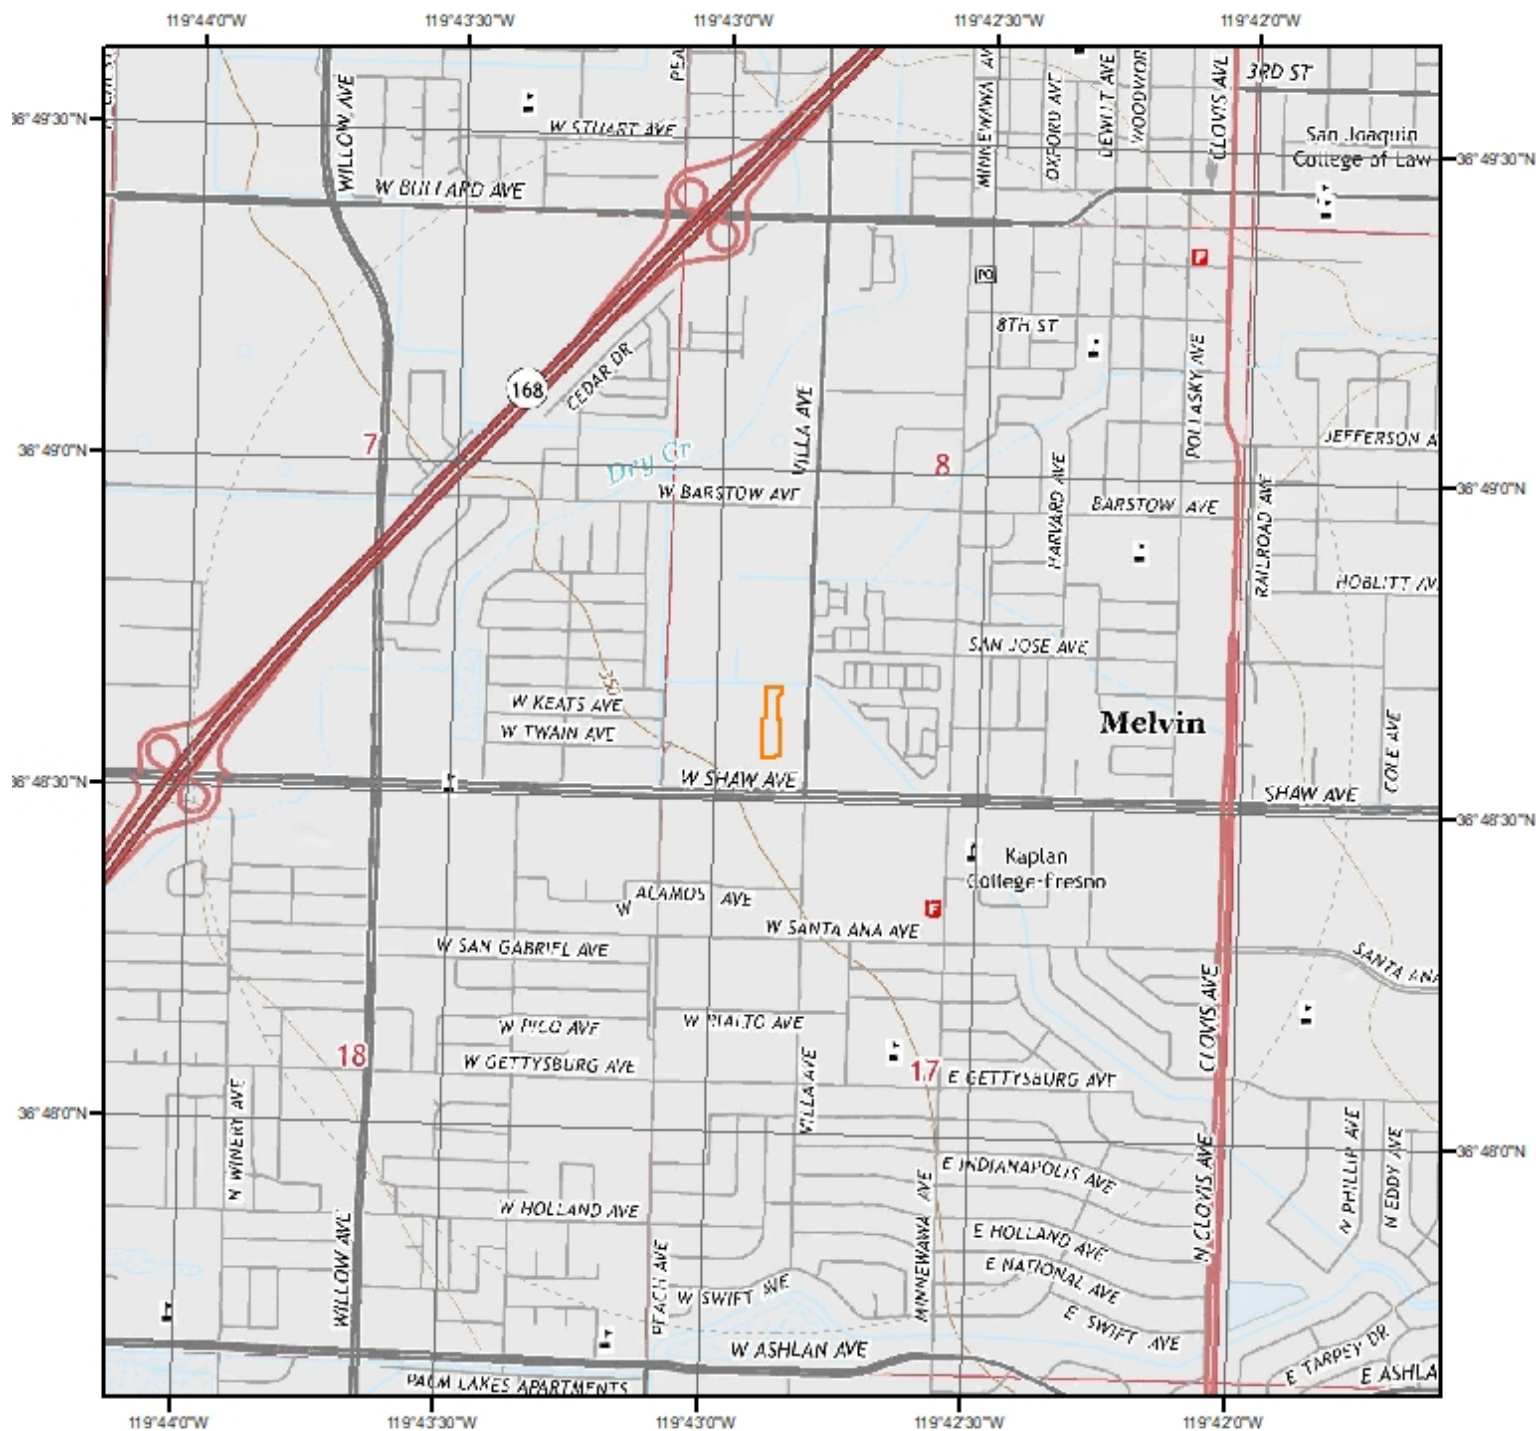 119°44'0"W 119°43'30"W 119°43'0"W 119°42'30"W 119°42'0"W
3RD ST
WILLOW AVE
MINNEWAWA AV
OXFORD AVE
DEWITT AVE
WOODWOR
CLOVIS AVE
36°49'30"N
W STUART AVE
San Joaquin
College of Law
36°49'30"N
W BULLARD AVE
PO
F
8TH ST
CEDAR DR
168
POLLASKY AVE
VILLA AVE
7
JEFFERSON A
36°49'0"N
Dry Cr
8
W BARSTOW AVE
HARVARD AVE
BARSTOW AVE
RAILROAD AVE
36°49'0"N
HOBLITT AV
SAN JOSE AVE
350
W KEATS AVE
W TWAIN AVE
Melvin
COLE AVE
36°48'30"N
W SHAW AVE
SHAW AVE
36°48'30"N
Kaplan
College-Fresno
W ALAMOS AVE
F
W SANTA ANA AVE
W SAN GABRIEL AVE
SANTA ANA
CLOVIS AVE
W PICO AVE
W RIALTO AVE
18
W GETTYSBURG AVE
17
E GETTYSBURG AVE
N WINERY AVE
VILLA AVE
36°48'0"N
N PHILLIP AVE
N EDDY AVE
36°48'0"N
E INDIANAPOLIS AVE
N CLOVIS AVE
W HOLLAND AVE
MINNEWAWA AVE
E HOLLAND AVE
WILLOW AVE
PEACH AVE
E NATIONAL AVE
W SWIFT AVE
E SWIFT AVE
W ASHLAN AVE
E TARPEY DR
E ASHLA
PALM LAKES APARTMENTS
119°44'0"W 119°43'30"W 119°43'0"W 119°42'30"W 119°42'0"W